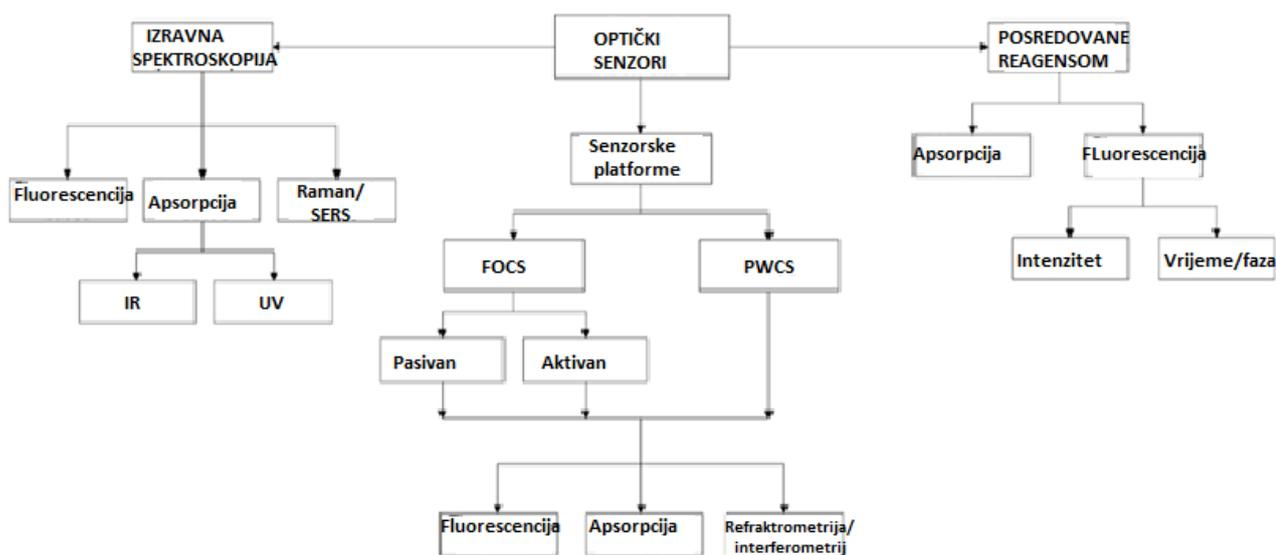 IZRAVNA
SPEKTROSKOPIJA
OPTIČKI
SENZORI
POSREDOVANE
REAGENSOM
Senzorske
platforme
Apsorpcija
FLuorescencija
Fluorescencija
Apsorpcija
Raman/
SERS
FOCS
PWCS
Intenzitet
Vrijeme/faza
IR
UV
Pasivan
Aktivan
Fluorescencija
Apsorpcija
Refraktrometrija/
interferometrij